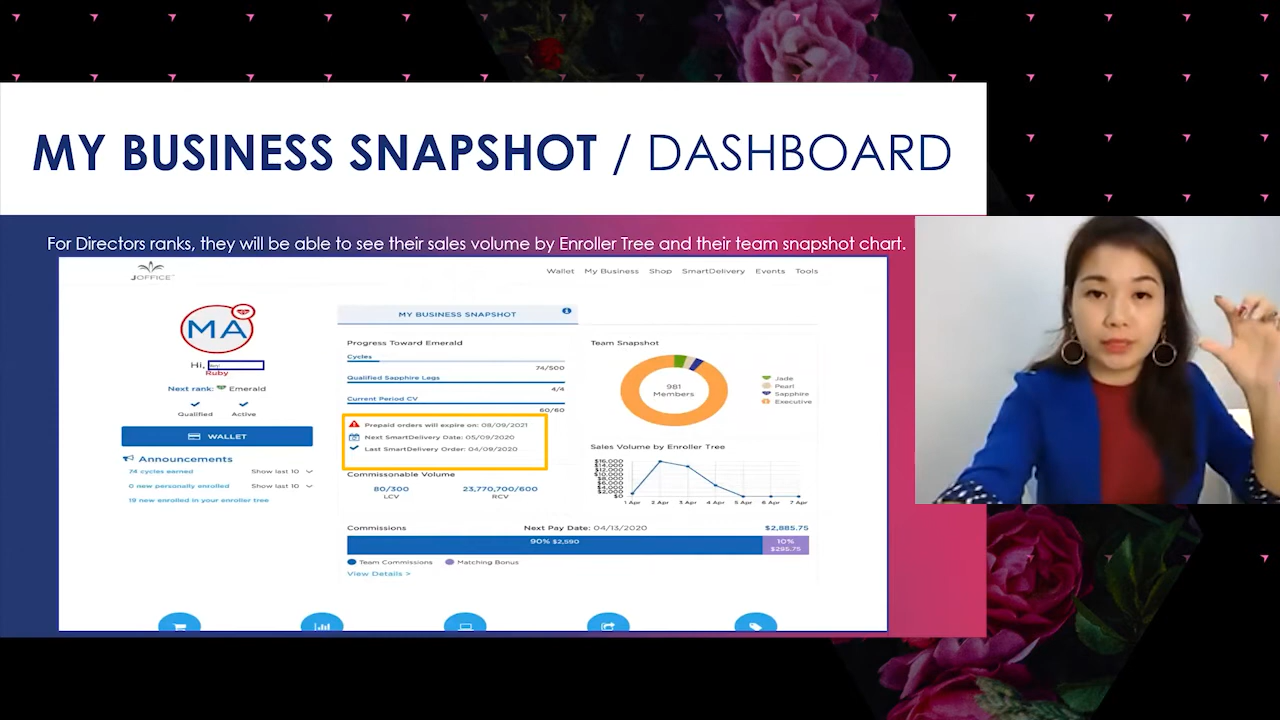 MY BUSINESS SNAPSHOT / DASHBOARD
For Directors ranks, they will be able to see their sales volume by Enroller Tree and their team snapshot chart.
JOFFICE
Wallet My Business Shop SmartDelivery Events Tools
MA
Hi,
Ruby
Next rank: Emerald
Qualified Active
WALLET
Announcements
74 cycles earned Show last 10
0 new personally enrolled Show last 10
19 new enrolled in your enroller tree
MY BUSINESS SNAPSHOT
Progress Toward Emerald
Cycles
74/500
Qualified Sapphire Legs
4/4
Current Period CV
60/60
Prepaid orders will expire on: 08/09/2021
Next SmartDelivery Date: 05/09/2020
Last SmartDelivery Order: 04/09/2020
Commissonable Volume
80/300 23,770,700/600
LCV RCV
Team Snapshot
981
Members
Jade
Pearl
Sapphire
Executive
Sales Volume by Enroller Tree
$16,000
$14,000
$12,000
$10,000
$8,000
$6,000
$4,000
$2,000
$0
1 Apr 2 Apr 3 Apr 4 Apr 5 Apr 6 Apr 7 Apr
Commissions Next Pay Date: 04/13/2020 $2,885.75
90% $2,590 10%
$295.75
Team Commissions Matching Bonus
View Details >